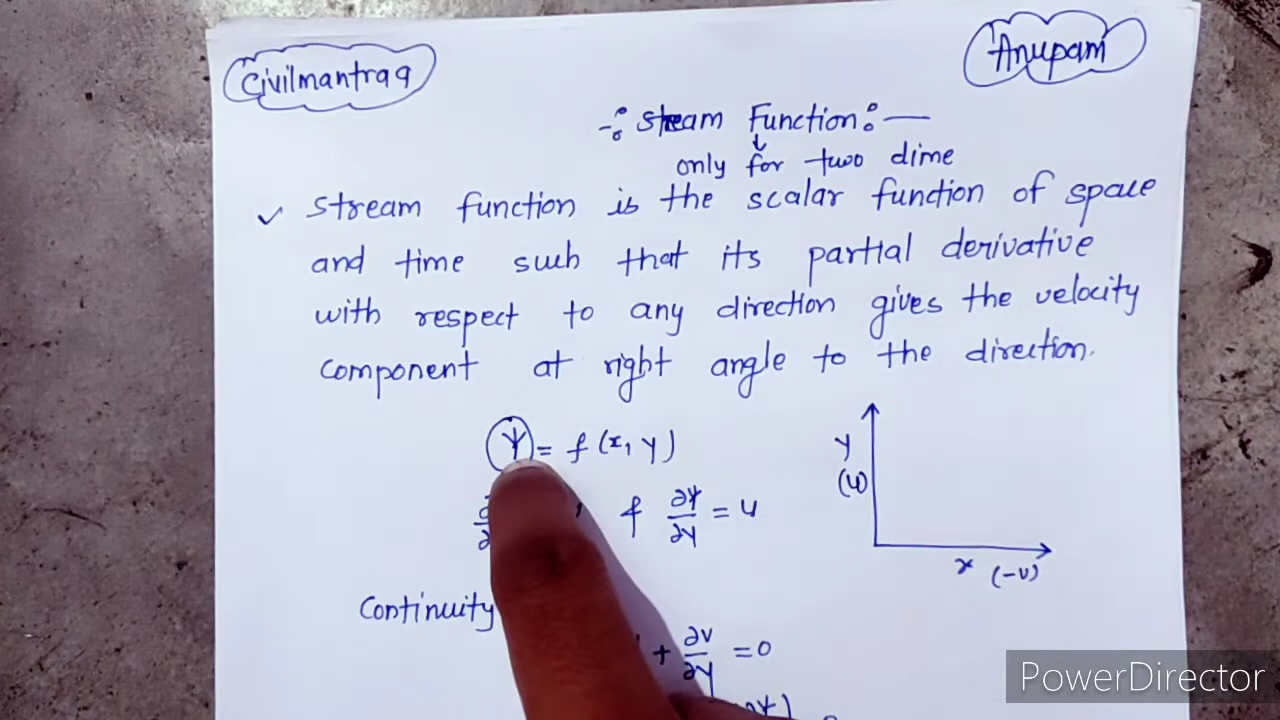 Civilmantra9
Anupam
-: Stream Function:—
↓
only for two dime
✓ Stream function is the scalar function of space
and time such that its partial derivative
with respect to any direction gives the velocity
component at right angle to the direction.
Ψ = f(x, y)
y
(u)
f ∂Ψ/∂y = u
x (-v)
Continuity
+ ∂v/∂y = 0
PowerDirector